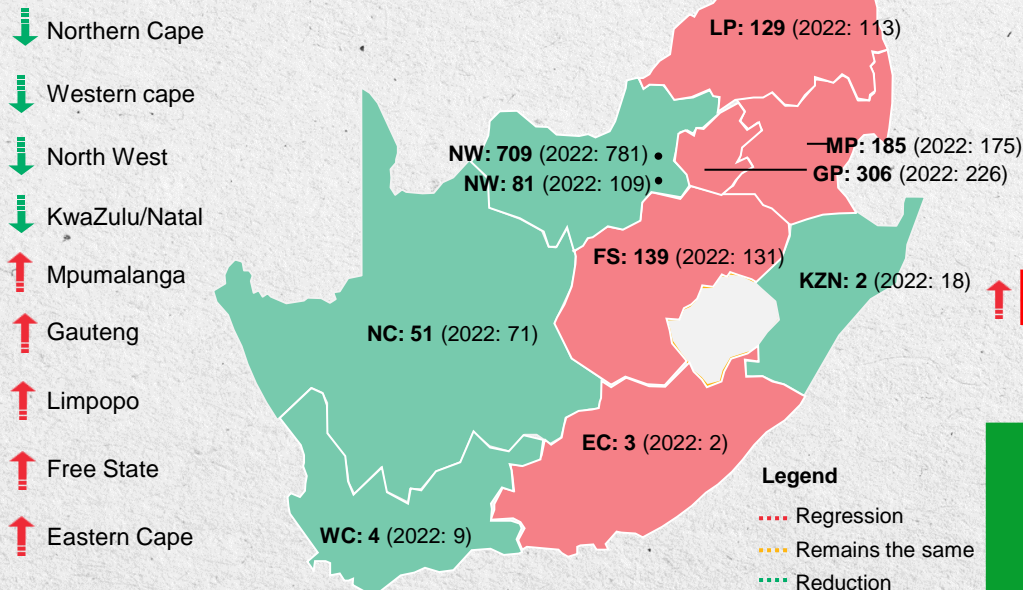 Northern Cape
Western cape
North West
KwaZulu/Natal
Mpumalanga
Gauteng
Limpopo
Free State
Eastern Cape
LP: 129 (2022: 113)
MP: 185 (2022: 175)
NW: 709 (2022: 781)
GP: 306 (2022: 226)
NW: 81 (2022: 109)
FS: 139 (2022: 131)
KZN: 2 (2022: 18)
NC: 51 (2022: 71)
EC: 3 (2022: 2)
WC: 4 (2022: 9)
Legend
Regression
Remains the same
Reduction